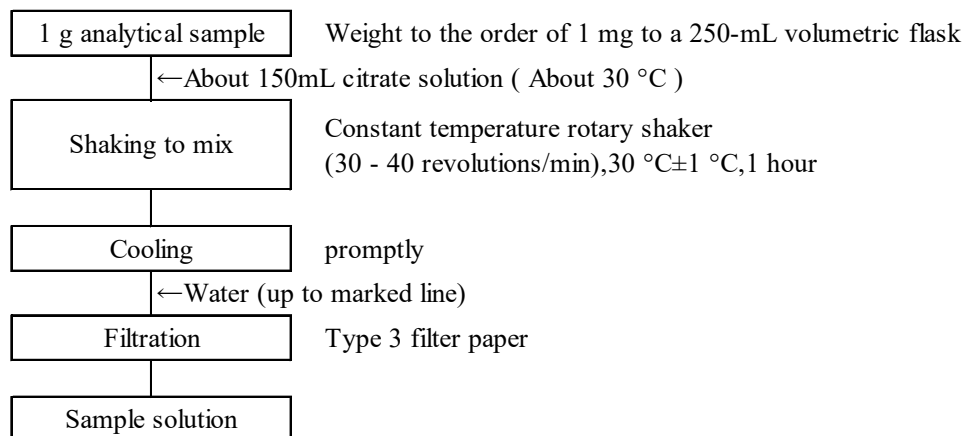 1 g analytical sample Weight to the order of 1 mg to a 250-mL volumetric flask
←About 150mL citrate solution ( About 30 °C )
Shaking to mix
Constant temperature rotary shaker
(30 - 40 revolutions/min),30 °C±1 °C,1 hour
Cooling promptly
←Water (up to marked line)
Filtration Type 3 filter paper
Sample solution